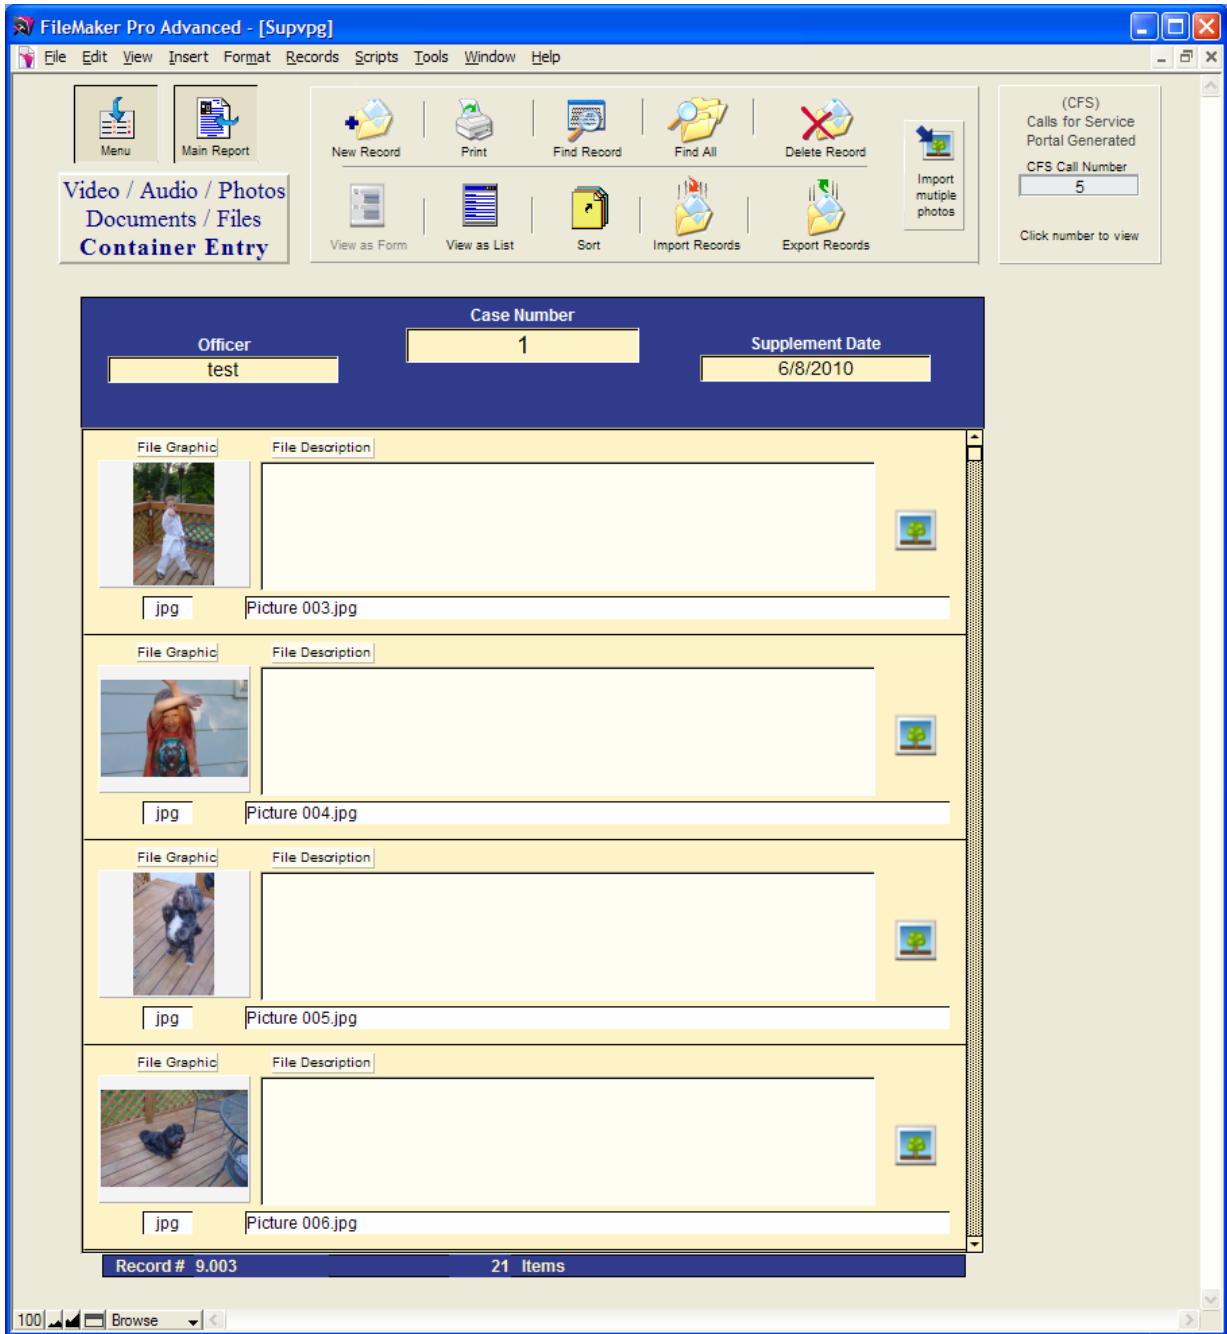 FileMaker Pro Advanced - [Supvpg]
File Edit View Insert Format Records Scripts Tools Window Help
Menu
Main Report
New Record
Print
Find Record
Find All
Delete Record
Import
mutiple
photos
(CFS)
Calls for Service
Portal Generated
CFS Call Number
5
Click number to view
Video / Audio / Photos
Documents / Files
Container Entry
View as Form
View as List
Sort
Import Records
Export Records
Case Number
1
Officer
test
Supplement Date
6/8/2010
File Graphic
File Description
jpg
Picture 003.jpg
File Graphic
File Description
jpg
Picture 004.jpg
File Graphic
File Description
jpg
Picture 005.jpg
File Graphic
File Description
jpg
Picture 006.jpg
Record # 9.003
21 Items
100
Browse